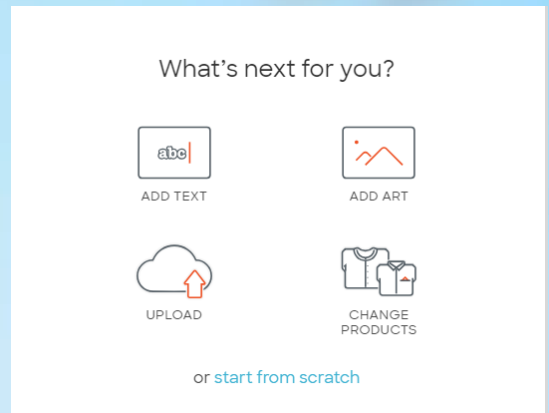 What's next for you?
abc
ADD TEXT
ADD ART
UPLOAD
CHANGE
PRODUCTS
or start from scratch